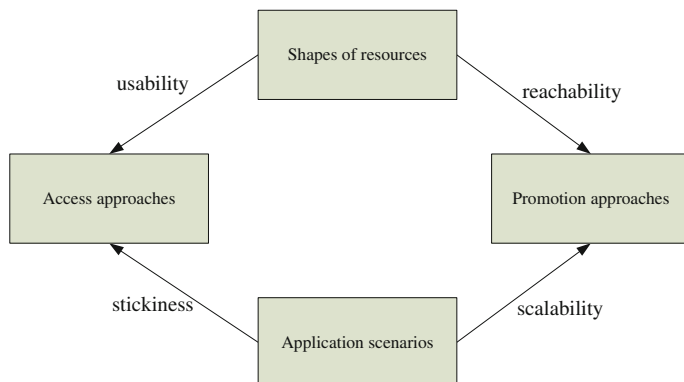 Shapes of resources
usability
reachability
Access approaches
Promotion approaches
stickiness
scalability
Application scenarios